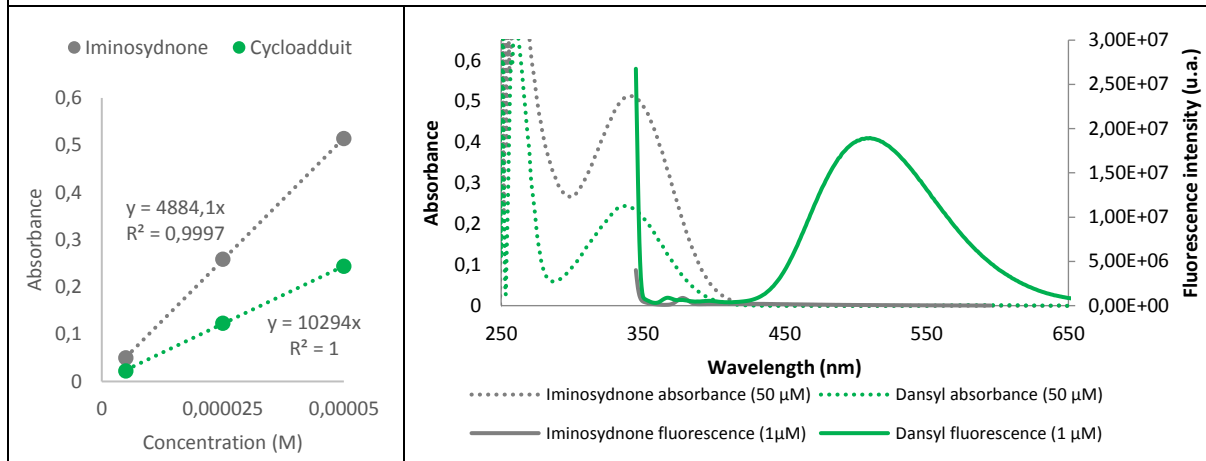 Iminosydnone Cycloadduit
0,6
0,5
0,4
0,3
0,2
0,1
0
y = 4884,1x
R² = 0,9997
y = 10294x
R² = 1
Absorbance
0 0,000025 0,00005
Concentration (M)
0,6
0,5
0,4
0,3
0,2
0,1
0
Absorbance
3,00E+07
2,50E+07
2,00E+07
1,50E+07
1,00E+07
5,00E+06
0,00E+00
Fluorescence intensity (u.a.)
250 350 450 550 650
Wavelength (nm)
Iminosydnone absorbance (50 μM) Dansyl absorbance (50 μM)
Iminosydnone fluorescence (1μM) Dansyl fluorescence (1 μM)